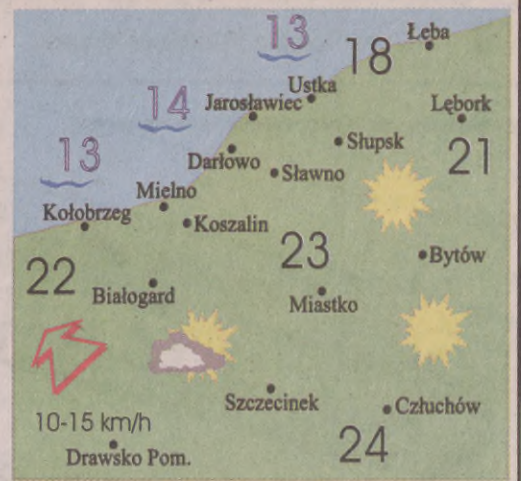 13
18
Łeba
Ustka
14
Jarosławiec
Lębork
13
Darłowo
Słupsk
21
Sławno
Mielno
Kołobrzeg
Koszalin
23
Bytów
22
Białogard
Miastko
Szczecinek
Człuchów
10-15 km/h
24
Drawsko Pom.